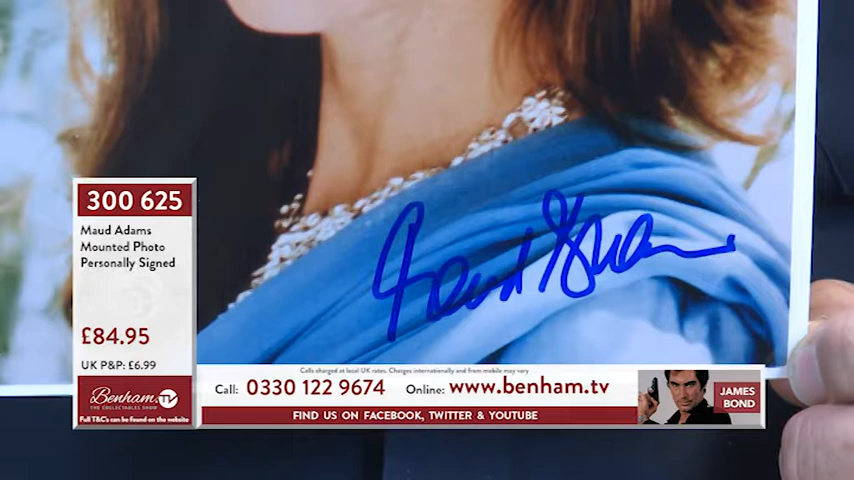 300 625
Maud Adams
Mounted Photo
Personally Signed
£84.95
UK P&P: £6.99
Benham.TV
THE COLLECTABLES SHOW
Full T&C's can be found on the website
Calls charged at local UK rates. Charges internationally and from mobile may vary
Call: 0330 122 9674 Online: www.benham.tv
FIND US ON FACEBOOK, TWITTER & YOUTUBE
JAMES
BOND